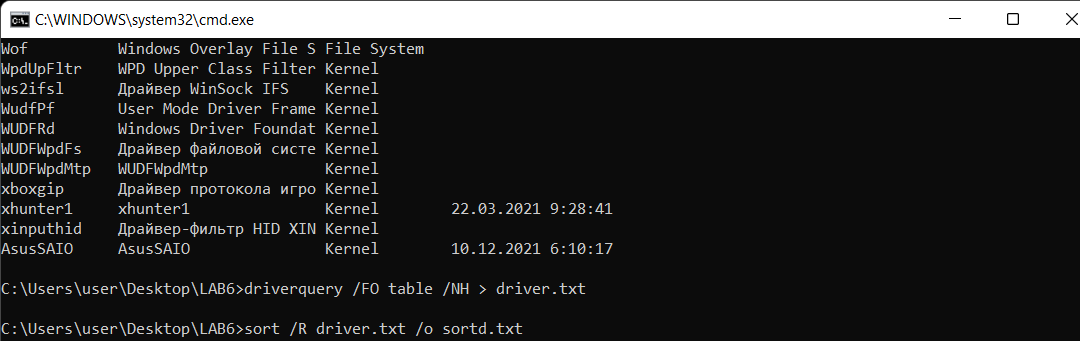 C:\WINDOWS\system32\cmd.exe
Wof          Windows Overlay File S File System
WpdUpFltr    WPD Upper Class Filter Kernel
ws2ifsl      Драйвер WinSock IFS    Kernel
WudfPf       User Mode Driver Frame Kernel
WUDFRd       Windows Driver Foundat Kernel
WUDFWpdFs    Драйвер файловой систе Kernel
WUDFWpdMtp   WUDFWpdMtp             Kernel
xboxgip      Драйвер протокола игро Kernel
xhunter1     xhunter1               Kernel        22.03.2021 9:28:41
xinputhid    Драйвер-фильтр HID XIN Kernel
AsusSAIO     AsusSAIO               Kernel        10.12.2021 6:10:17
C:\Users\user\Desktop\LAB6>driverquery /FO table /NH > driver.txt
C:\Users\user\Desktop\LAB6>sort /R driver.txt /o sortd.txt